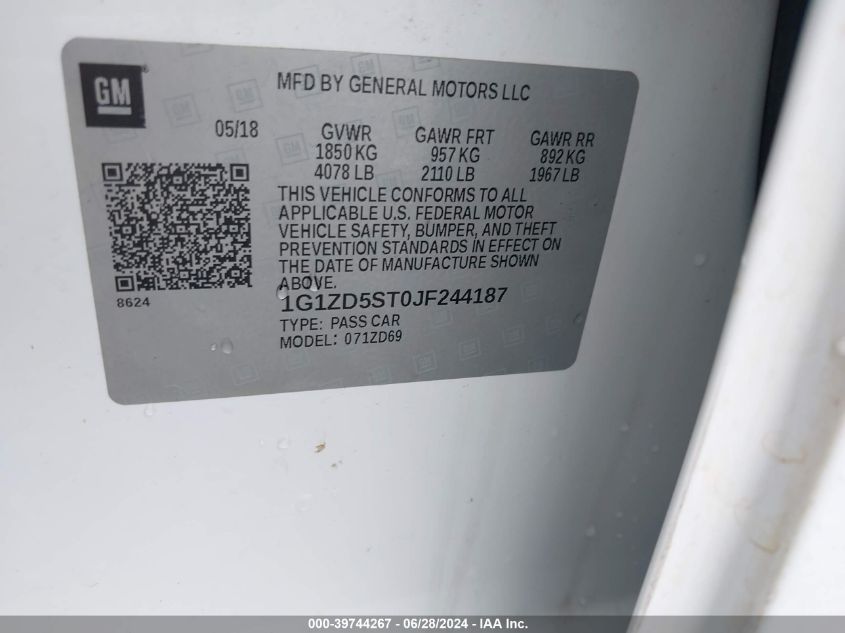 GM
MFD BY GENERAL MOTORS LLC
05/18 GVWR GAWR FRT GAWR RR
1850 KG 957 KG 892 KG
4078 LB 2110 LB 1967 LB
THIS VEHICLE CONFORMS TO ALL
APPLICABLE U.S. FEDERAL MOTOR
VEHICLE SAFETY, BUMPER, AND THEFT
PREVENTION STANDARDS IN EFFECT ON
THE DATE OF MANUFACTURE SHOWN
ABOVE.
8624
1G1ZD5ST0JF244187
TYPE: PASS CAR
MODEL: 071ZD69
000-39744267 - 06/28/2024 - IAA Inc.